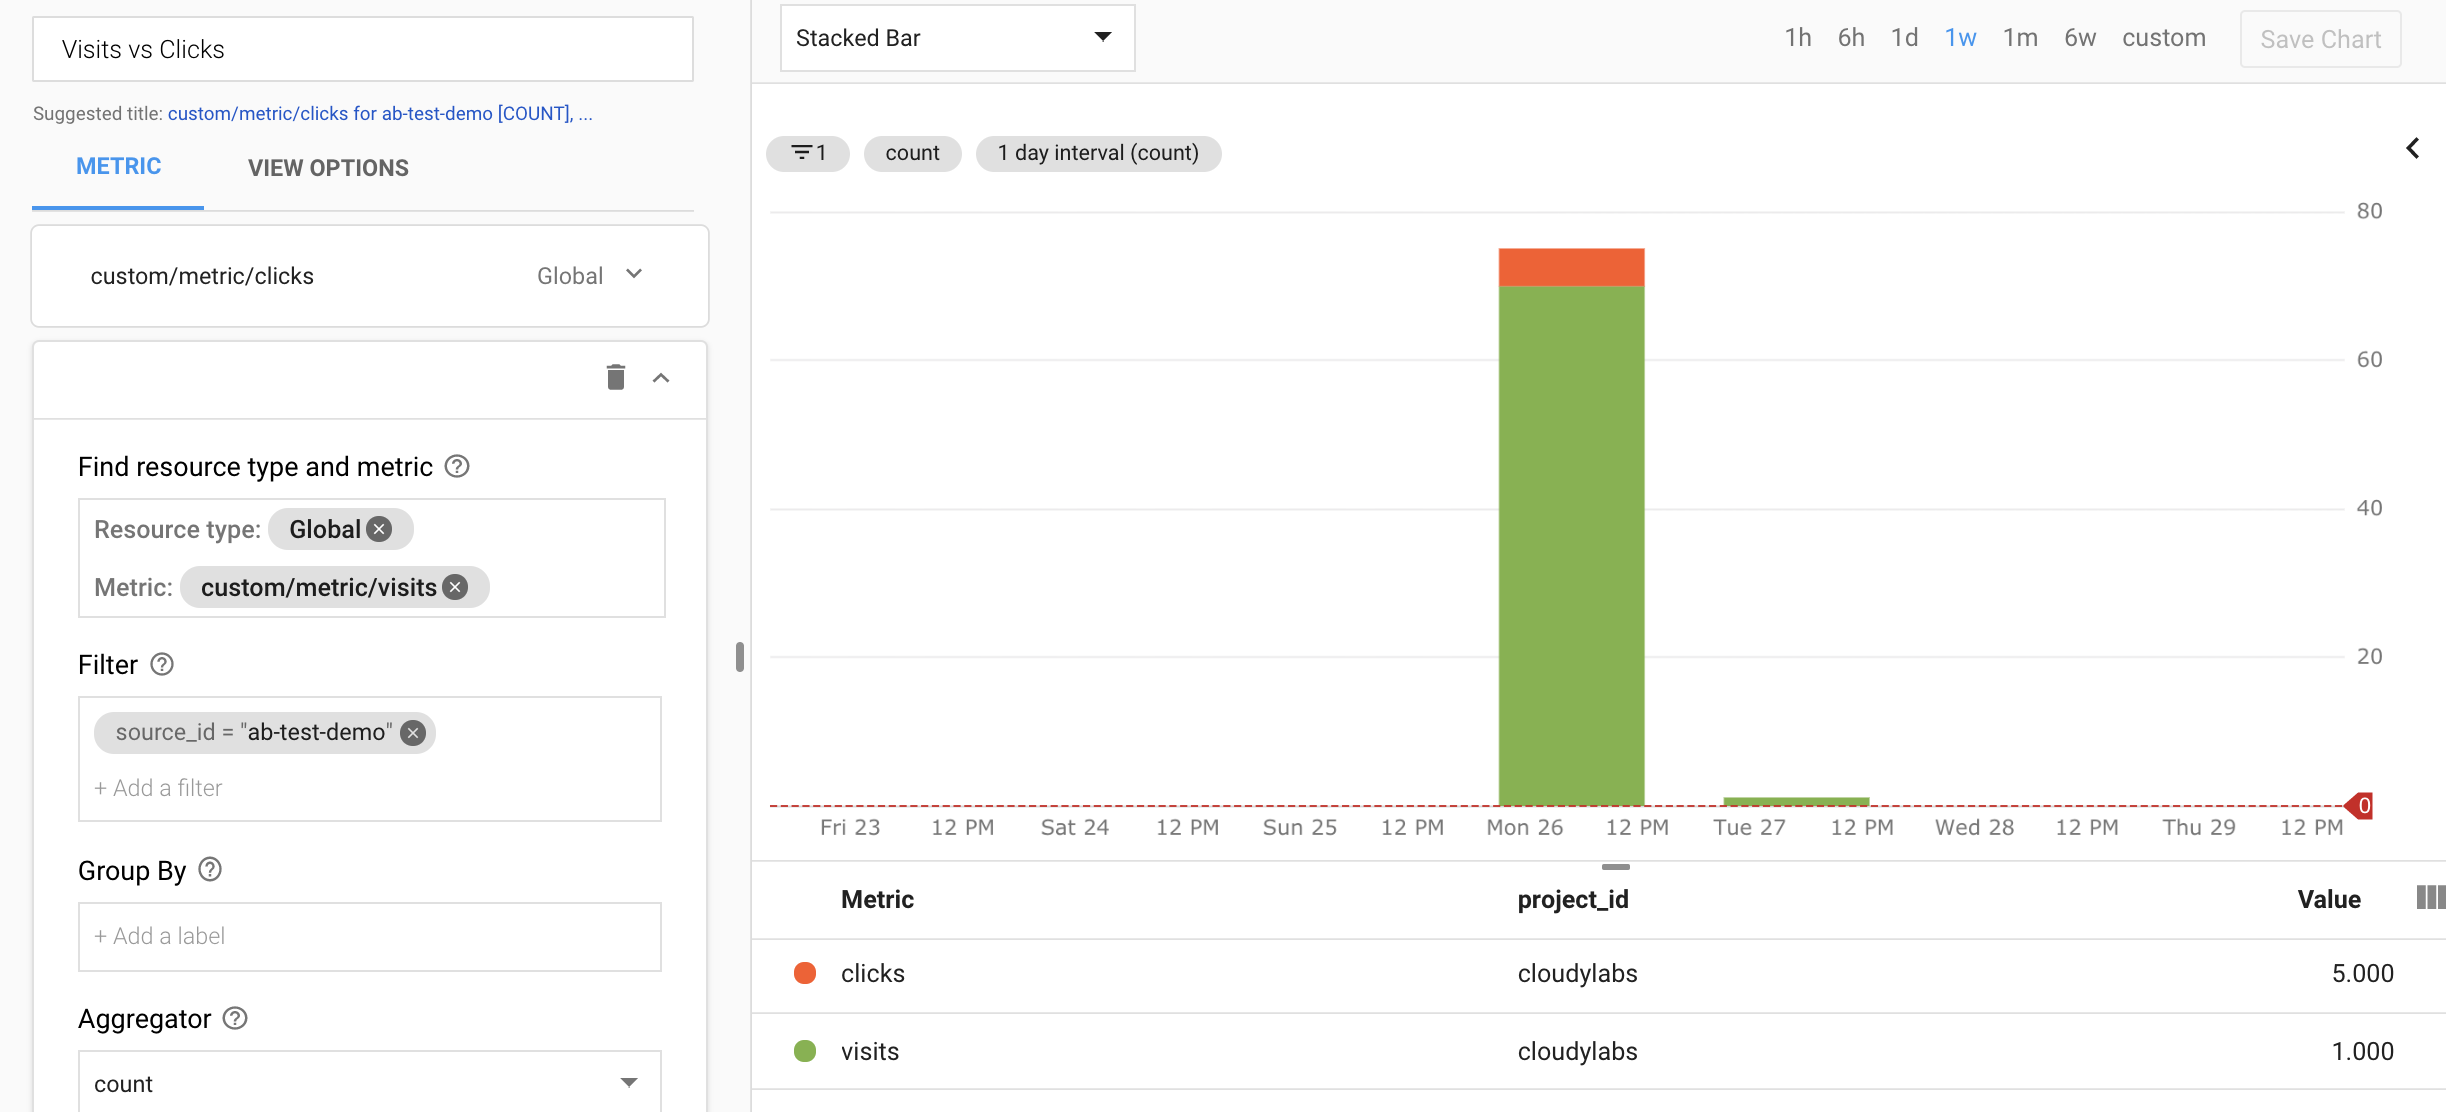 Visits vs Clicks
Suggested title: custom/metric/clicks for ab-test-demo [COUNT], ...
METRIC
VIEW OPTIONS
custom/metric/clicks
Global
Find resource type and metric
Resource type: Global
Metric: custom/metric/visits
Filter
source_id = "ab-test-demo"
+ Add a filter
Group By
+ Add a label
Aggregator
count
Stacked Bar
1h 6h 1d 1w 1m 6w custom
Save Chart
1
count
1 day interval (count)
80
60
40
20
0
Fri 23 12 PM Sat 24 12 PM Sun 25 12 PM Mon 26 12 PM Tue 27 12 PM Wed 28 12 PM Thu 29 12 PM
Metric project_id Value
clicks cloudylabs 5.000
visits cloudylabs 1.000